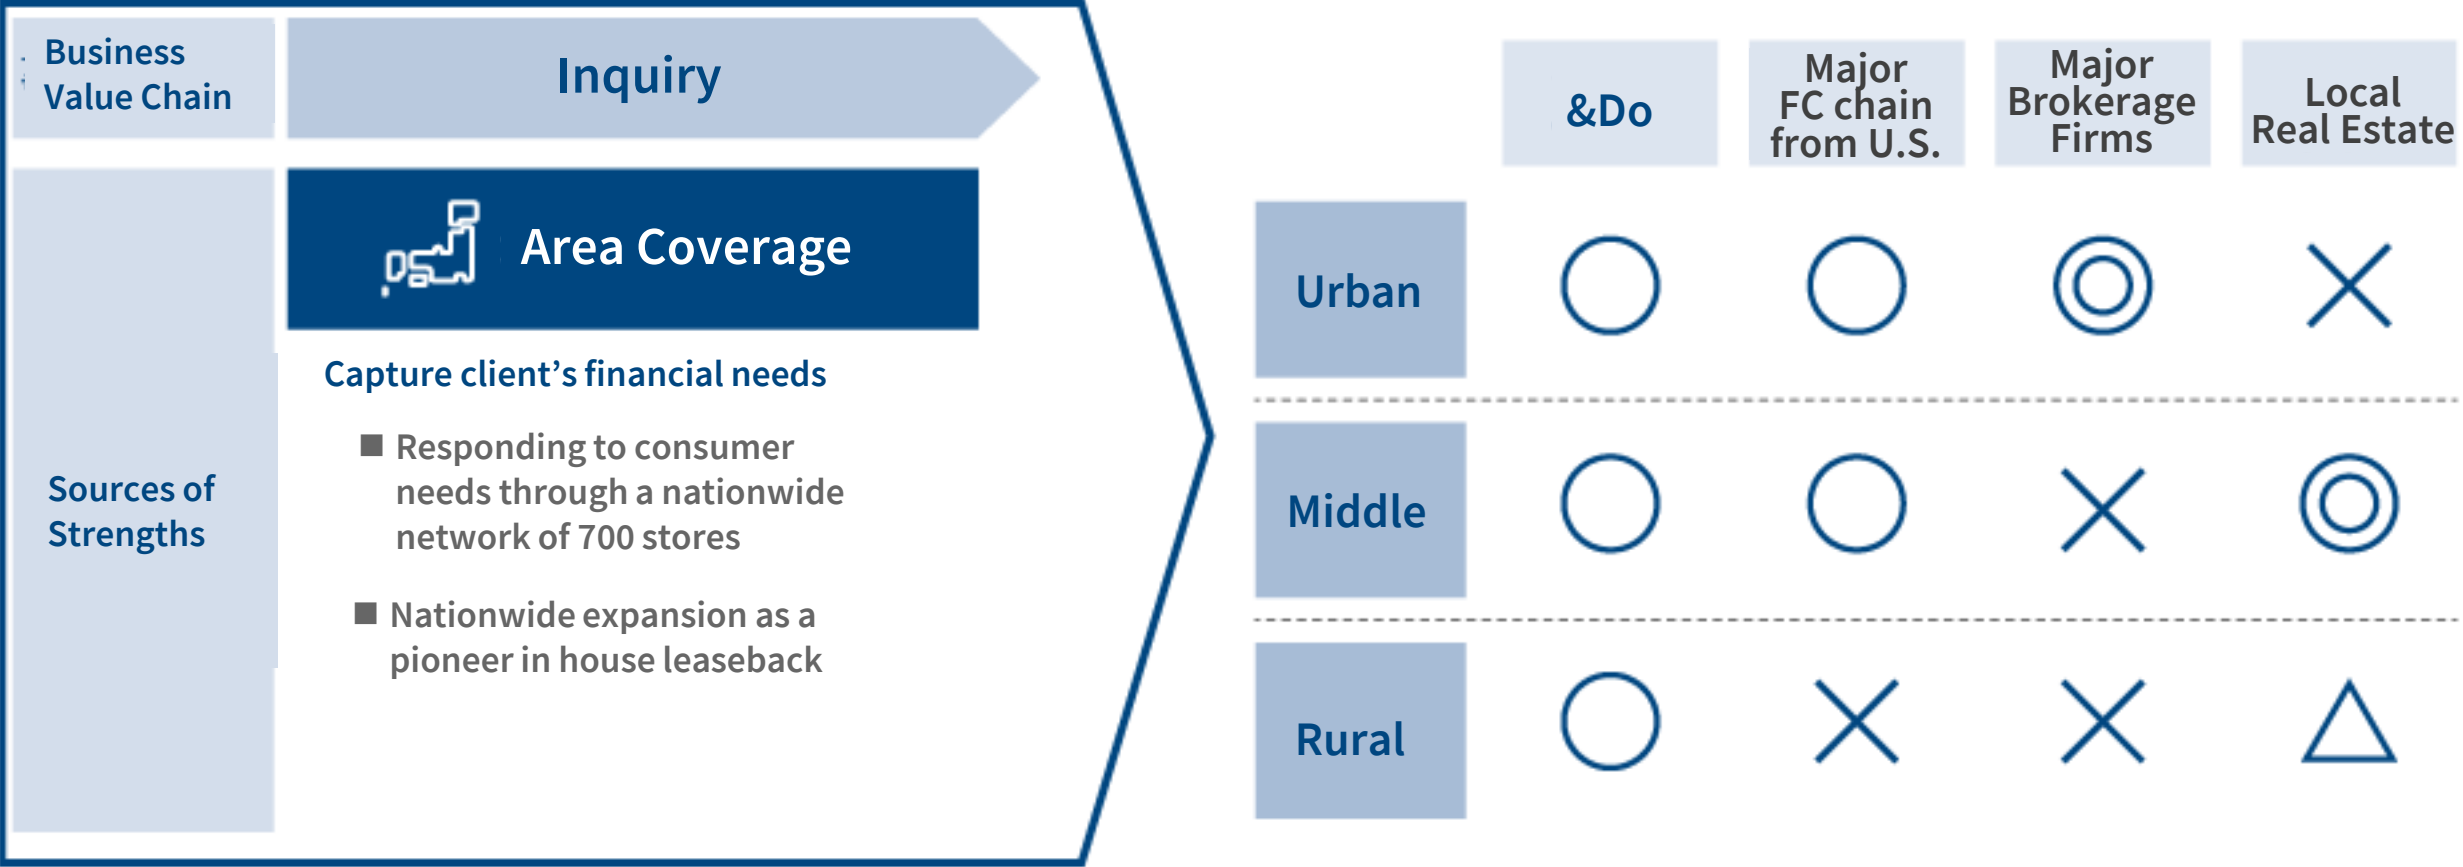 Business
Value Chain
Inquiry
Area Coverage
Sources of
Strengths
Capture client’s financial needs
■ Responding to consumer
needs through a nationwide
network of 700 stores
■ Nationwide expansion as a
pioneer in house leaseback
&Do
Major
FC chain
from U.S.
Major
Brokerage
Firms
Local
Real Estate
Urban
Middle
Rural